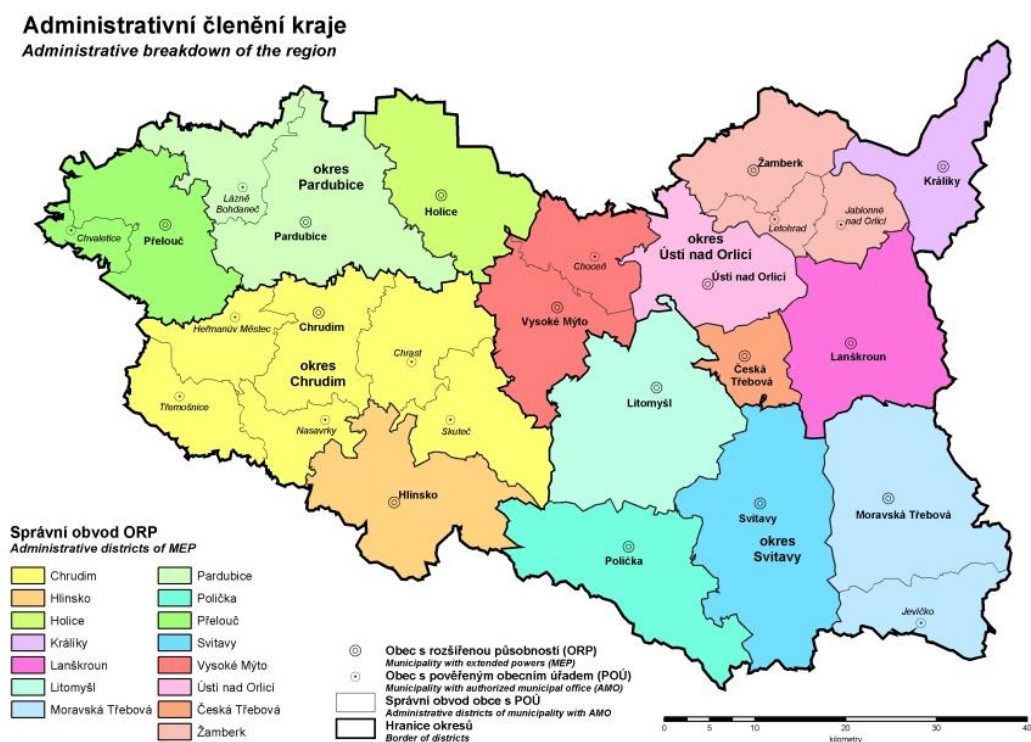 Administrativní členění kraje
Administrative breakdown of the region
Králíky
Žamberk
okres
Pardubice
Lázně
Bohdaneč
Holice
Letohrad
Jablonné
nad Orlicí
Chvaletice
Přelouč
Pardubice
okres
Ústí nad Orlicí
Choceň
Ústí nad Orlicí
Heřmanův Městec
Chrudim
Vysoké Mýto
Chrast
Lanškroun
okres
Chrudim
Česká
Třebová
Litomyšl
Třemošnice
Nasavrky
Skuteč
Hlinsko
Svitavy
Moravská Třebová
okres
Svitavy
Polička
Jevíčko
Správní obvod ORP
Administrative districts of MEP
Chrudim
Hlinsko
Holice
Králíky
Lanškroun
Litomyšl
Moravská Třebová
Pardubice
Polička
Přelouč
Svitavy
Vysoké Mýto
Ústí nad Orlicí
Česká Třebová
Žamberk
Obec s rozšířenou působností (ORP)
Municipality with extended powers (MEP)
Obec s pověřeným obecním úřadem (POÚ)
Municipality with authorized municipal office (AMO)
Správní obvod obce s POÚ
Administrative districts of municipality with AMO
Hranice okresů
Border of districts
0 5 10 20 30 40
kilometry